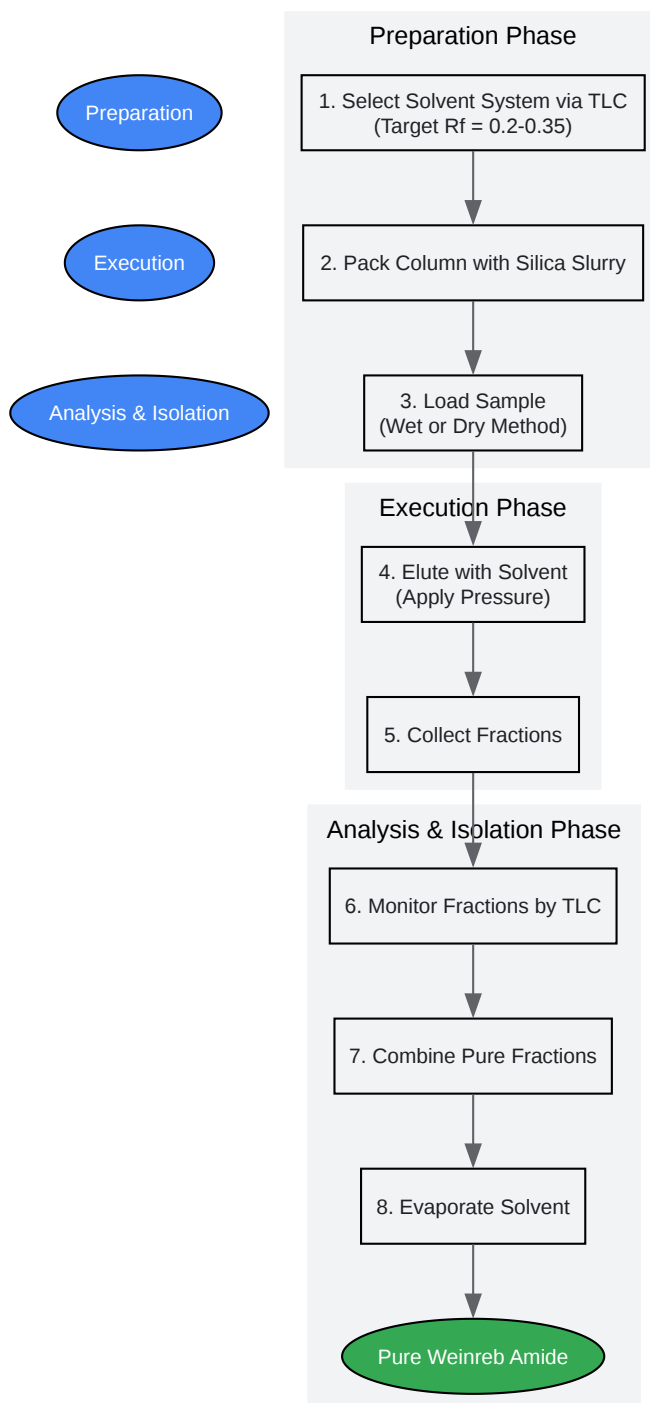 Preparation Phase
Preparation
1. Select Solvent System via TLC
(Target Rf = 0.2-0.35)
Execution
2. Pack Column with Silica Slurry
Analysis & Isolation
3. Load Sample
(Wet or Dry Method)
Execution Phase
4. Elute with Solvent
(Apply Pressure)
5. Collect Fractions
Analysis & Isolation Phase
6. Monitor Fractions by TLC
7. Combine Pure Fractions
8. Evaporate Solvent
Pure Weinreb Amide